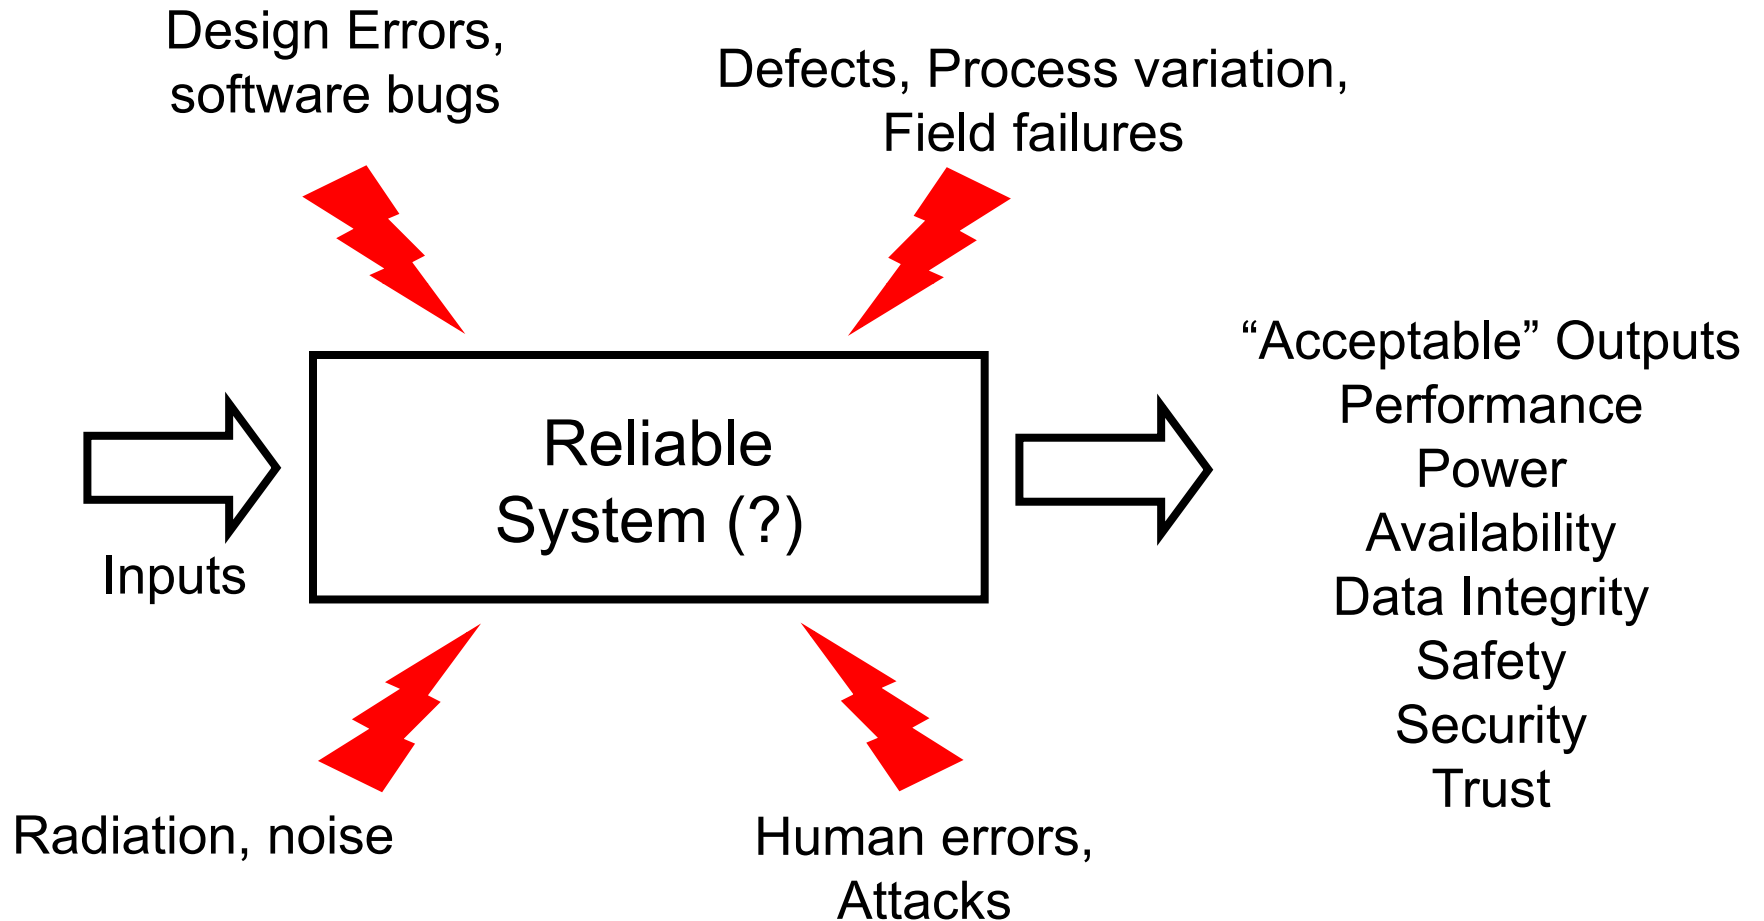 Design Errors,
software bugs
Defects, Process variation,
Field failures
Inputs
Reliable
System (?)
“Acceptable” Outputs
Performance
Power
Availability
Data Integrity
Safety
Security
Trust
Radiation, noise
Human errors,
Attacks